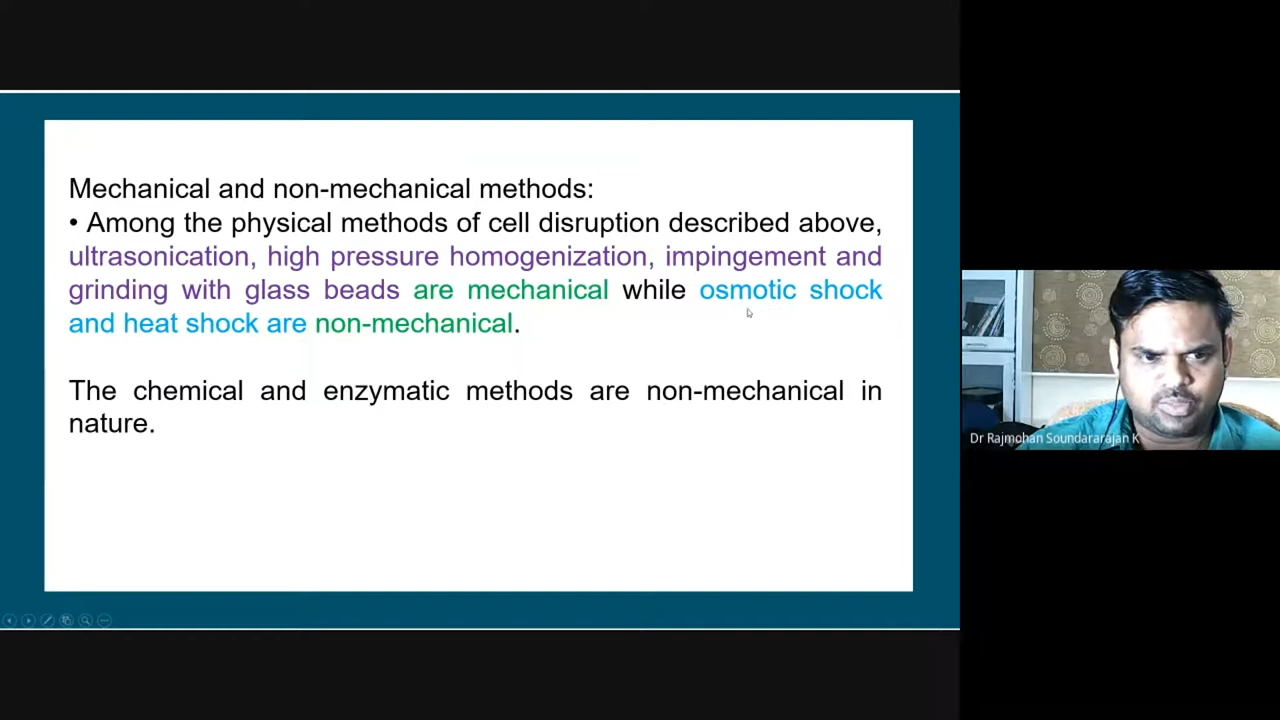 Mechanical and non-mechanical methods:
• Among the physical methods of cell disruption described above,
ultrasonication, high pressure homogenization, impingement and
grinding with glass beads are mechanical while osmotic shock
and heat shock are non-mechanical.
The chemical and enzymatic methods are non-mechanical in
nature.
Dr Rajmohan Soundararajan K